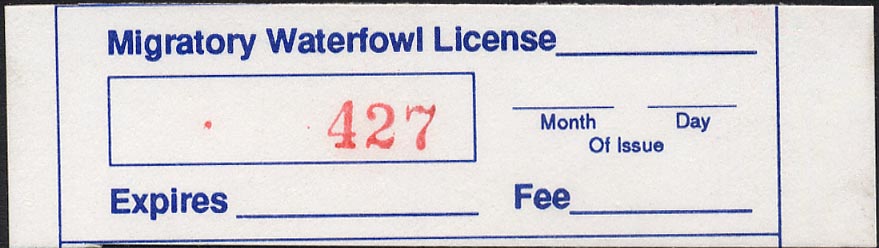 Migratory Waterfowl License
427
Month Day
Of Issue
Expires Fee